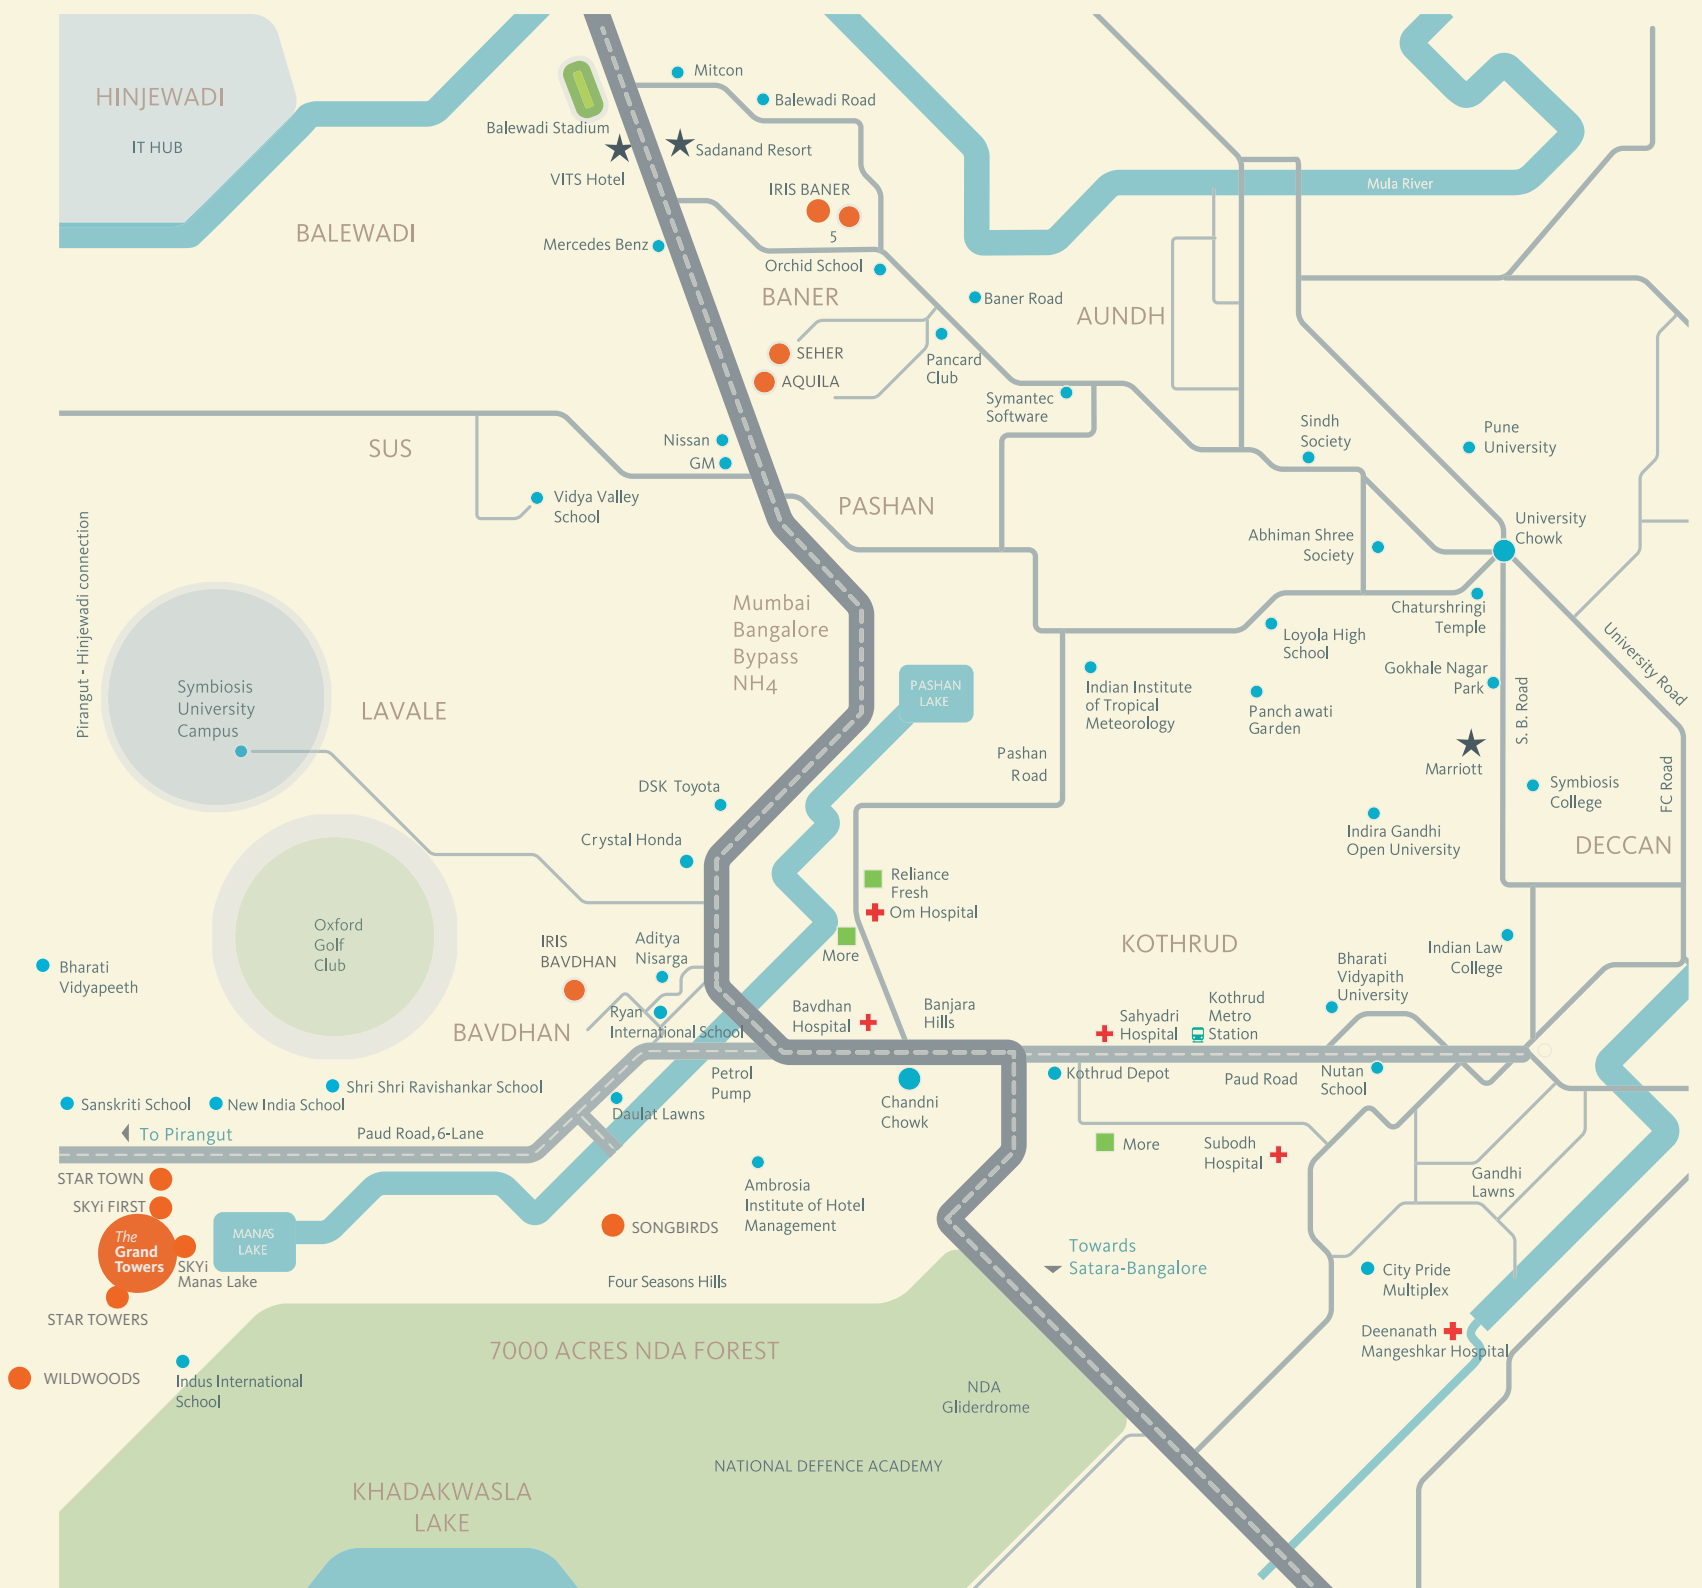 HINJEWADI
IT HUB
Mitcon
Balewadi Road
Balewadi Stadium
Sadanand Resort
VITS Hotel
IRIS BANER
5
Mula River
BALEWADI
Mercedes Benz
Orchid School
BANER
Baner Road
AUNDH
SEHER
AQUILA
Pancard
Club
Symantec
Software
SUS
Nissan
GM
Sindh
Society
Pune
University
Vidya Valley
School
PASHAN
University
Chowk
Abhiman Shree
Society
Pirangut - Hinjewadi connection
Mumbai
Bangalore
Bypass
NH4
Chaturshringi
Temple
Loyola High
School
University Road
Symbiosis
University
Campus
LAVALE
PASHAN
LAKE
Indian Institute
of Tropical
Meteorology
Panch awati
Garden
Gokhale Nagar
Park
S. B. Road
Pashan
Road
Marriott
FC Road
DSK Toyota
Symbiosis
College
Crystal Honda
Indira Gandhi
Open University
DECCAN
Reliance
Fresh
Om Hospital
Oxford
Golf
Club
IRIS
BAVDHAN
Aditya
Nisarga
More
KOTHRUD
Indian Law
College
Bharati
Vidyapeeth
Bharati
Vidyapith
University
Ryan
International School
Bavdhan
Hospital
Banjara
Hills
Sahyadri
Hospital
Kothrud
Metro
Station
BAVDHAN
Petrol
Pump
Kothrud Depot
Paud Road
Nutan
School
Shri Shri Ravishankar School
Sanskriti School
New India School
Daulat Lawns
Chandni
Chowk
To Pirangut
Paud Road, 6-Lane
More
Subodh
Hospital
STAR TOWN
SKYi FIRST
Ambrosia
Institute of Hotel
Management
Gandhi
Lawns
The
Grand
Towers
MANAS
LAKE
SONGBIRDS
SKYi
Manas Lake
Towards
Satara-Bangalore
Four Seasons Hills
City Pride
Multiplex
STAR TOWERS
7000 ACRES NDA FOREST
Deenanath
Mangeshkar Hospital
WILDWOODS
Indus International
School
NDA
Gliderdrome
NATIONAL DEFENCE ACADEMY
KHADAKWASLA
LAKE